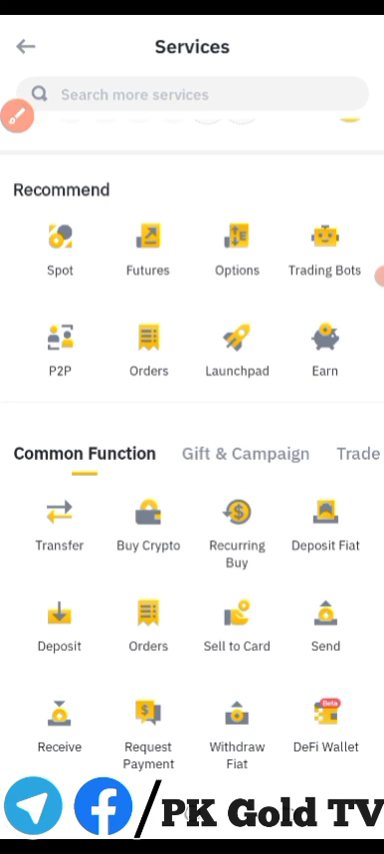 Services
Search more services
Recommend
Spot Futures Options Trading Bots
P2P Orders Launchpad Earn
Common Function Gift & Campaign Trade
Transfer Buy Crypto Recurring Buy Deposit Fiat
Deposit Orders Sell to Card Send
Receive Request Payment Withdraw Fiat DeFi Wallet
Beta
/PK Gold TV